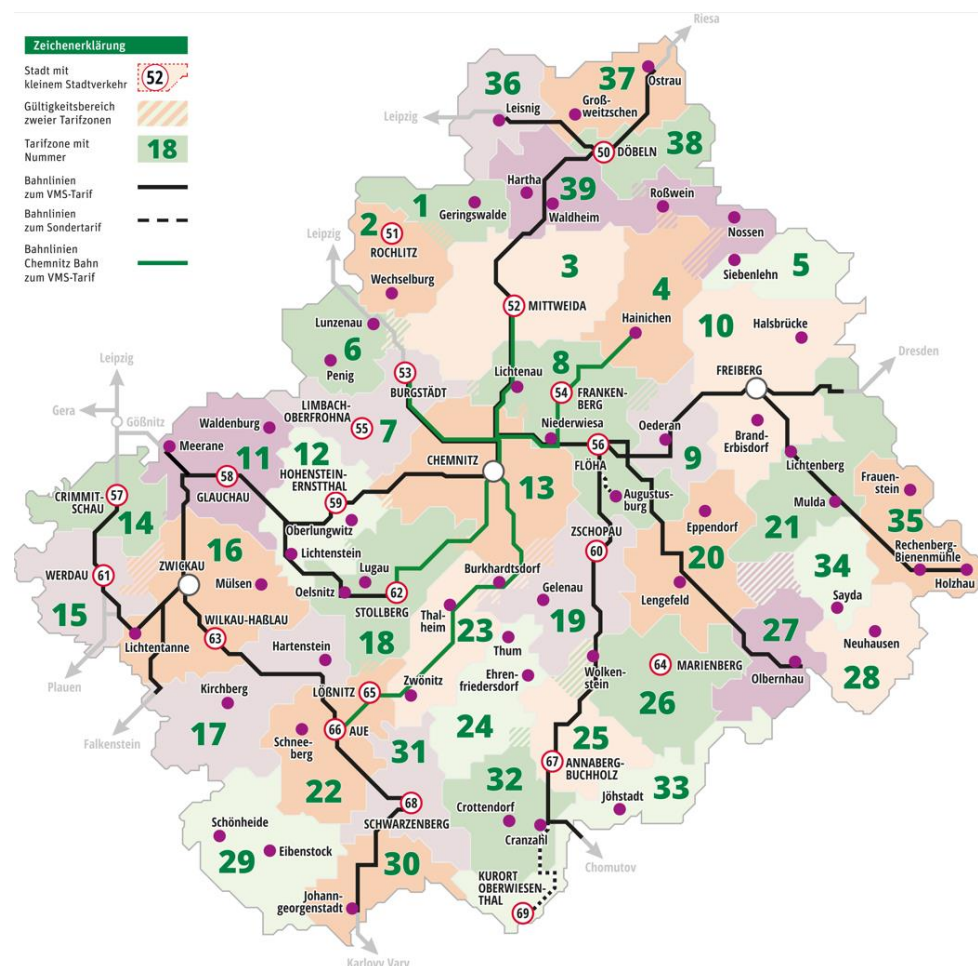 Zeichenerklärung
Stadt mit
kleinem Stadtverkehr
52
Gültigkeitsbereich
zweier Tarifzonen
Tarifzone mit
Nummer
18
Bahnlinien
zum VMS-Tarif
Bahnlinien
zum Sondertarif
Bahnlinien
Chemnitz Bahn
zum VMS-Tarif
Riesa
37
Ostrau
36
Groß-
weitzschen
Leisnig
Leipzig
50 DÖBELN
38
Hartha
39
Roßwein
1
Geringswalde
Waldheim
2
51
ROCHLITZ
Nossen
Leipzig
Siebenlehn
5
3
4
Wechselburg
52 MITTWEIDA
10
Hainichen
Halsbrücke
Lunzenau
6
Penig
8
Dresden
53
BURGSTÄDT
Lichtenau
FREIBERG
54
FRANKEN-
BERG
Leipzig
LIMBACH-
OBERFROHNA
55
7
Gera
Gößnitz
Waldenburg
Niederwiesa
Oederan
Brand-
Erbisdorf
Meerane
11
12
CHEMNITZ
56
FLÖHA
9
Lichtenberg
58
GLAUCHAU
HOHENSTEIN-
ERNSTTHAL
59
13
Augustus-
burg
Frauen-
stein
57
CRIMMIT-
SCHAU
14
Oberlungwitz
Eppendorf
Mulda
21
35
ZSCHOPAU
60
16
Lichtenstein
20
Rechenberg-
Bienenmühle
61
WERDAU
ZWICKAU
Mülsen
Lugau
Burkhardtsdorf
34
Holzhau
15
Oelsnitz
62
STOLLBERG
Gelenau
Lengefeld
Sayda
Thal-
heim
23
19
27
Lichtentanne
WILKAU-HAßLAU
63
18
Thum
Neuhausen
Hartenstein
64 MARIENBERG
Wolken-
stein
28
Plauen
Kirchberg
LÖßNITZ
65
Zwönitz
Ehren-
friedersdorf
26
Olbernhau
17
24
Falkenstein
Schnee-
berg
66 AUE
31
25
22
67
ANNABERG-
BUCHHOLZ
33
32
68
SCHWARZENBERG
Crottendorf
Jöhstadt
Schönheide
29
Eibenstock
Cranzahl
30
Chomutov
KURORT
OBERWIESEN-
THAL
69
Johann-
georgenstadt
Karlovy Vary